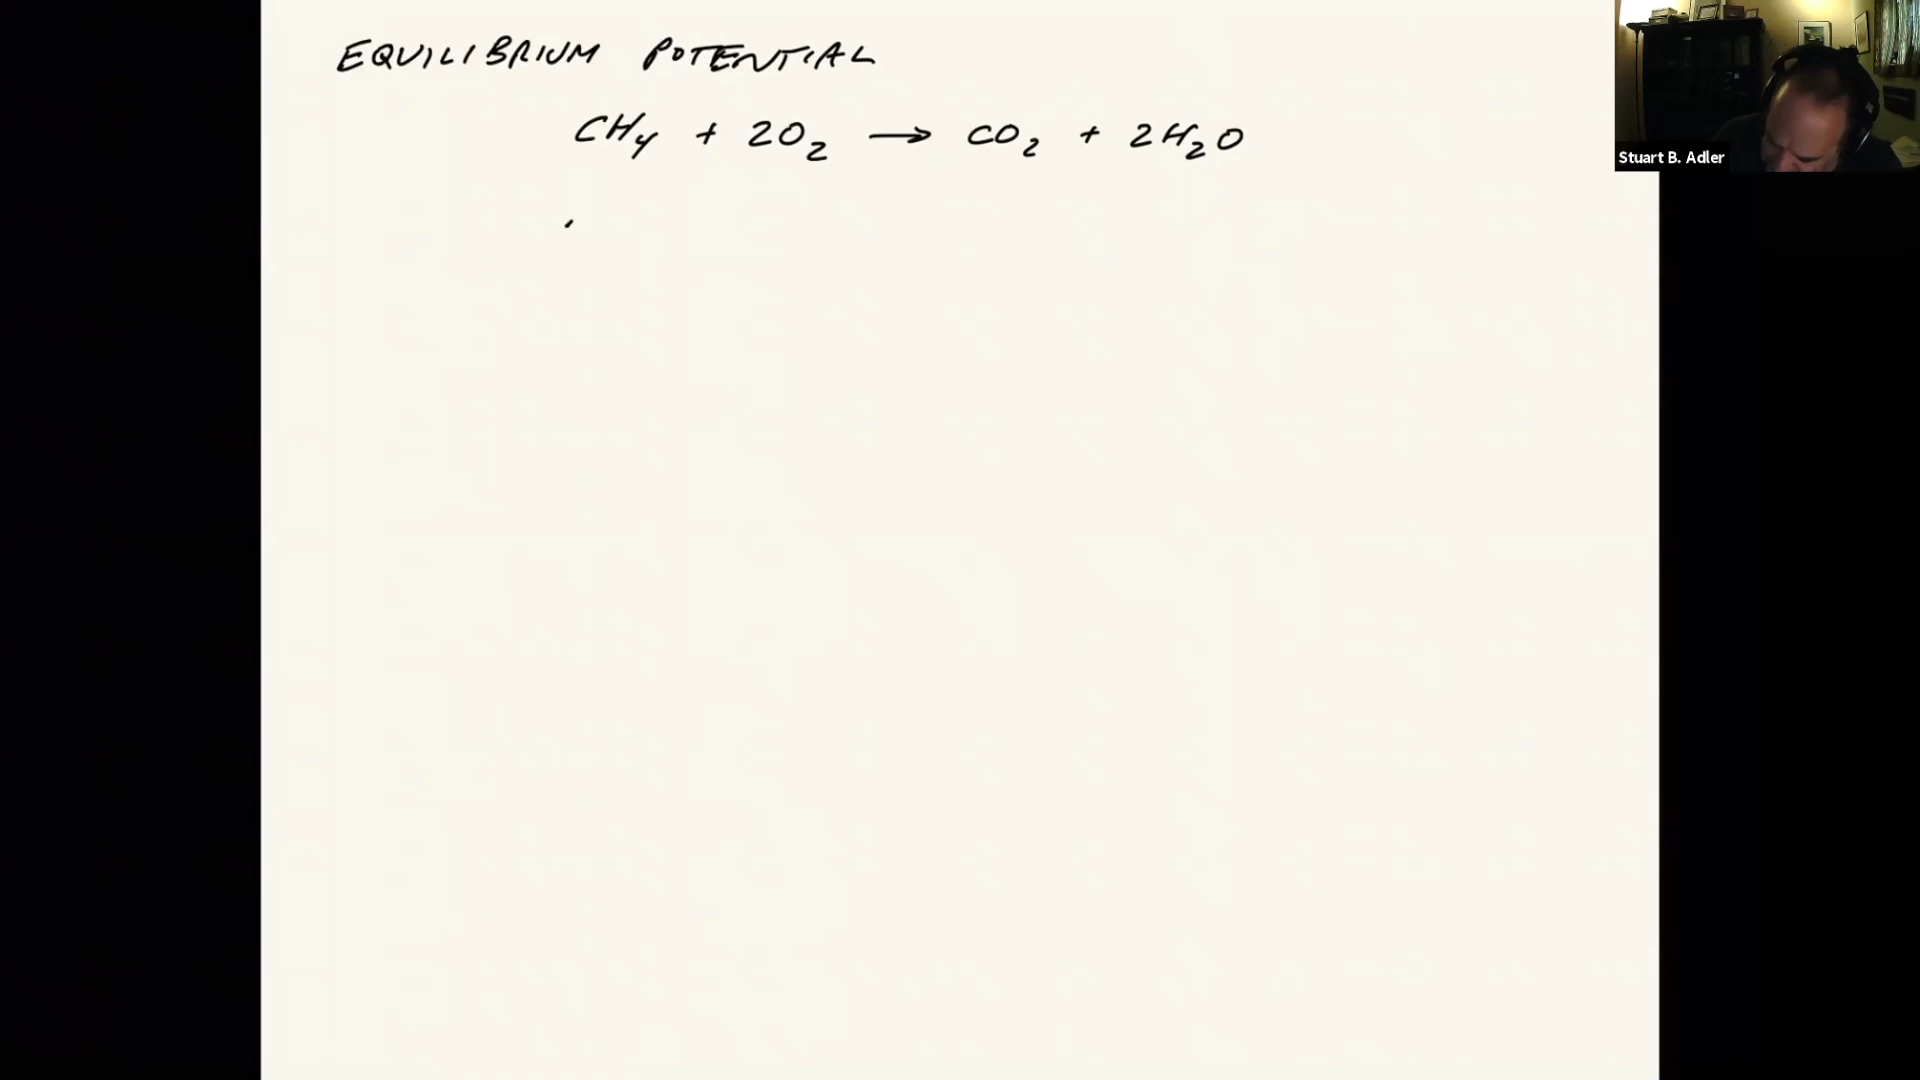 EQUILIBRIUM POTENTIAL
CH₄ + 2O₂ → CO₂ + 2H₂O
Stuart B. Adler